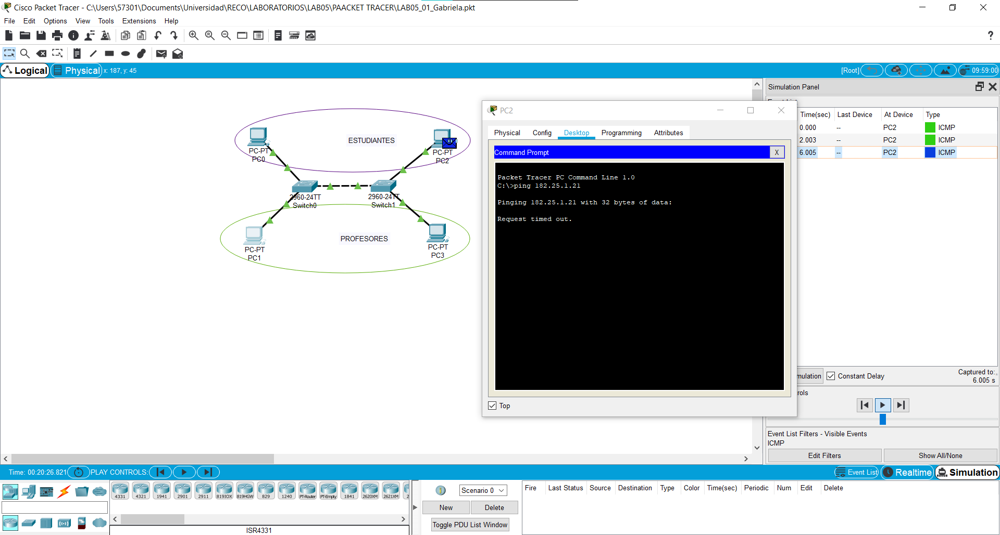 Cisco Packet Tracer - C:\Users\57301\Documents\Universidad\RECO\LABORATORIOS\LAB05\PAACKET TRACER\LAB05_01_Gabriela.pkt
File Edit Options View Tools Extensions Help
?
Logical Physical x: 187, y: 45 [Root] 09:59:00
Simulation Panel
PC2
Time(sec) Last Device At Device Type
0.000 -- PC2 ICMP
2.003 -- PC2 ICMP
6.005 -- PC2 ICMP
Physical Config Desktop Programming Attributes
Command Prompt X
Packet Tracer PC Command Line 1.0
C:\>ping 182.25.1.21
Pinging 182.25.1.21 with 32 bytes of data:
Request timed out.
Top
ESTUDIANTES
PC-PT
PC0
PC-PT
PC2
2960-24TT
Switch0
2960-24TT
Switch1
PROFESORES
PC-PT
PC1
PC-PT
PC3
mulation Constant Delay
Captured to:
6.005 s
rols
Event List Filters - Visible Events
ICMP
Edit Filters Show All/None
Time: 00:20:26.821 PLAY CONTROLS: Event List Realtime Simulation
4331 4321 1941 2901 2911 819IOX 819HGW 829 1240 PT-Router PT-Empty 1841 2620XM 2621XM 2
ISR4331
1 Scenario 0
New Delete
Toggle PDU List Window
Fire Last Status Source Destination Type Color Time(sec) Periodic Num Edit Delete